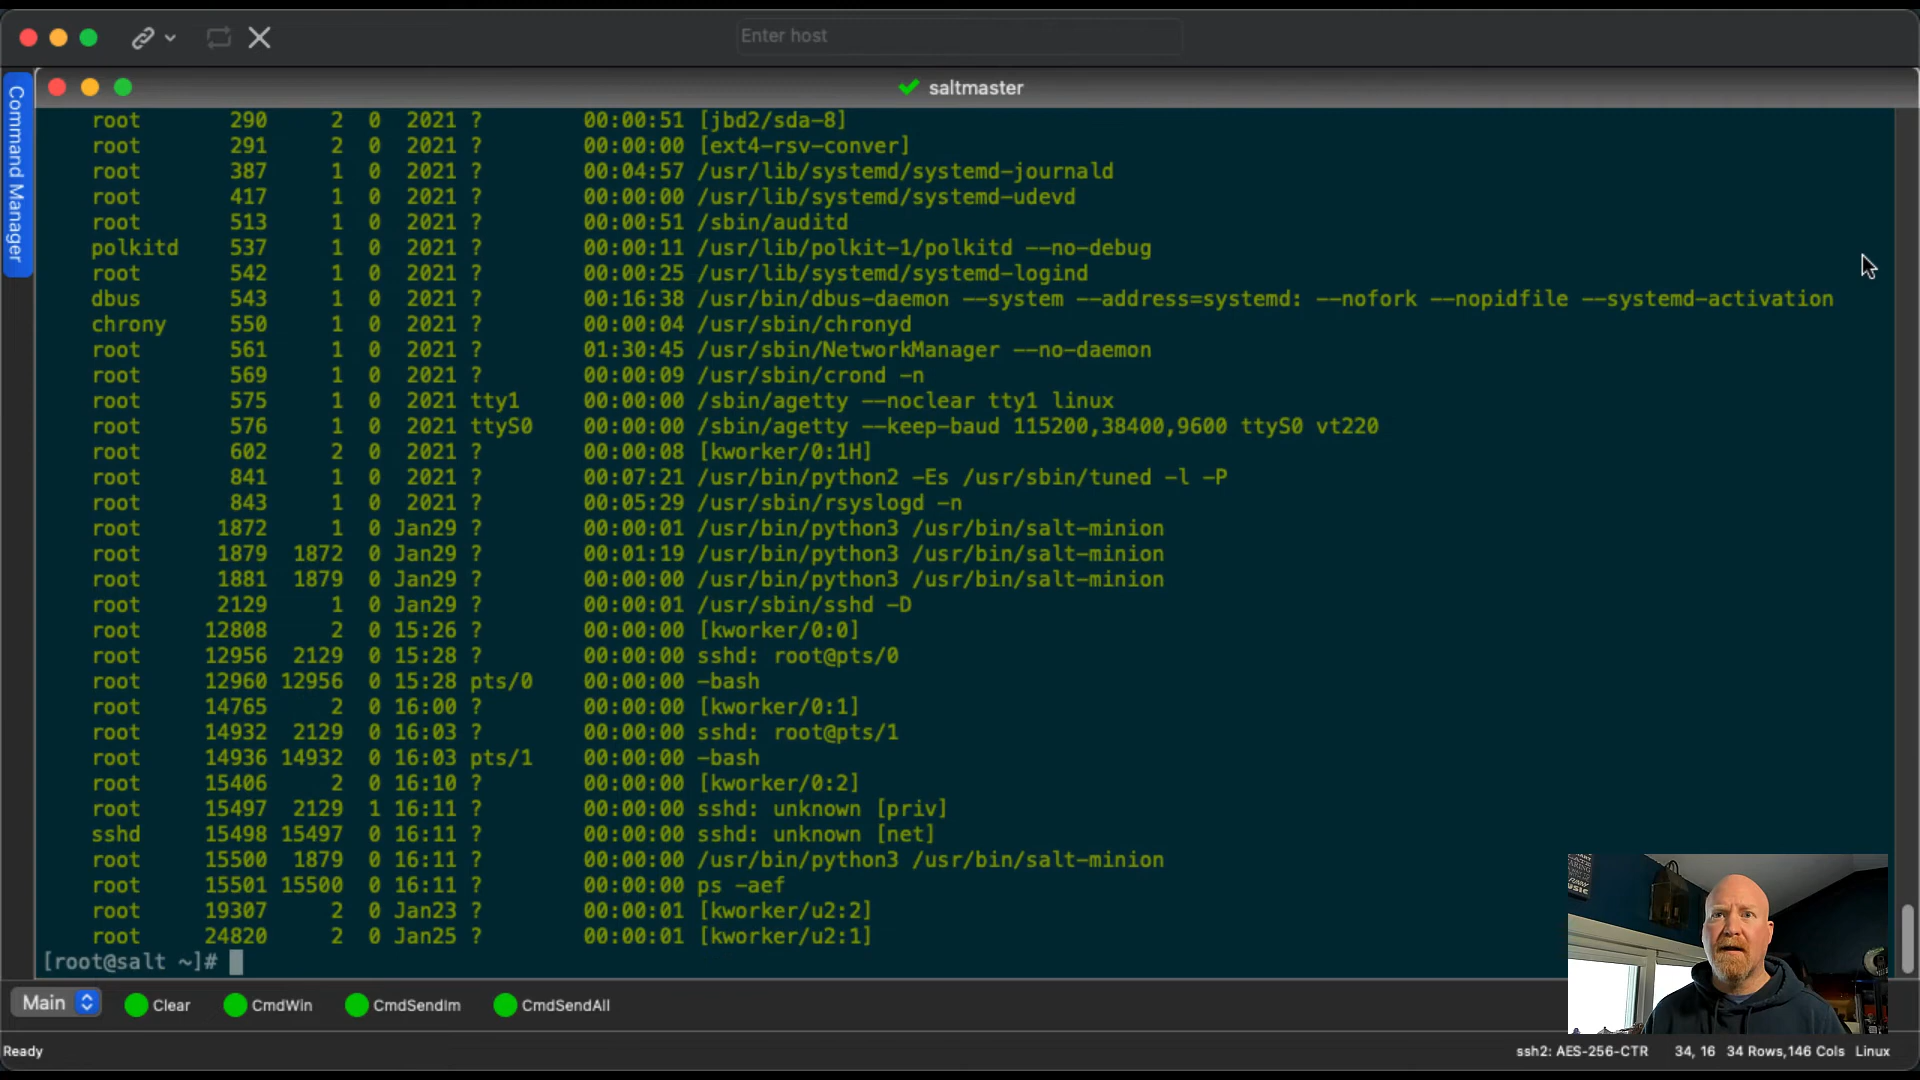 Enter host
Command Manager
saltmaster
root 290 2 0 2021 ? 00:00:51 [jbd2/sda-8]
root 291 2 0 2021 ? 00:00:00 [ext4-rsv-conver]
root 387 1 0 2021 ? 00:04:57 /usr/lib/systemd/systemd-journald
root 417 1 0 2021 ? 00:00:00 /usr/lib/systemd/systemd-udevd
root 513 1 0 2021 ? 00:00:51 /sbin/auditd
polkitd 537 1 0 2021 ? 00:00:11 /usr/lib/polkit-1/polkitd --no-debug
root 542 1 0 2021 ? 00:00:25 /usr/lib/systemd/systemd-logind
dbus 543 1 0 2021 ? 00:16:38 /usr/bin/dbus-daemon --system --address=systemd: --nofork --nopidfile --systemd-activation
chrony 550 1 0 2021 ? 00:00:04 /usr/sbin/chronyd
root 561 1 0 2021 ? 01:30:45 /usr/sbin/NetworkManager --no-daemon
root 569 1 0 2021 ? 00:00:09 /usr/sbin/crond -n
root 575 1 0 2021 tty1 00:00:00 /sbin/agetty --noclear tty1 linux
root 576 1 0 2021 ttyS0 00:00:00 /sbin/agetty --keep-baud 115200,38400,9600 ttyS0 vt220
root 602 2 0 2021 ? 00:00:08 [kworker/0:1H]
root 841 1 0 2021 ? 00:07:21 /usr/bin/python2 -Es /usr/sbin/tuned -l -P
root 843 1 0 2021 ? 00:05:29 /usr/sbin/rsyslogd -n
root 1872 1 0 Jan29 ? 00:00:01 /usr/bin/python3 /usr/bin/salt-minion
root 1879 1872 0 Jan29 ? 00:01:19 /usr/bin/python3 /usr/bin/salt-minion
root 1881 1879 0 Jan29 ? 00:00:00 /usr/bin/python3 /usr/bin/salt-minion
root 2129 1 0 Jan29 ? 00:00:01 /usr/sbin/sshd -D
root 12808 2 0 15:26 ? 00:00:00 [kworker/0:0]
root 12956 2129 0 15:28 ? 00:00:00 sshd: root@pts/0
root 12960 12956 0 15:28 pts/0 00:00:00 -bash
root 14765 2 0 16:00 ? 00:00:00 [kworker/0:1]
root 14932 2129 0 16:03 ? 00:00:00 sshd: root@pts/1
root 14936 14932 0 16:03 pts/1 00:00:00 -bash
root 15406 2 0 16:10 ? 00:00:00 [kworker/0:2]
root 15497 2129 1 16:11 ? 00:00:00 sshd: unknown [priv]
sshd 15498 15497 0 16:11 ? 00:00:00 sshd: unknown [net]
root 15500 1879 0 16:11 ? 00:00:00 /usr/bin/python3 /usr/bin/salt-minion
root 15501 15500 0 16:11 ? 00:00:00 ps -aef
root 19307 2 0 Jan23 ? 00:00:01 [kworker/u2:2]
root 24820 2 0 Jan25 ? 00:00:01 [kworker/u2:1]
[root@salt ~]#
Main Clear CmdWin CmdSendIm CmdSendAll
Ready ssh2: AES-256-CTR 34, 16 34 Rows,146 Cols Linux